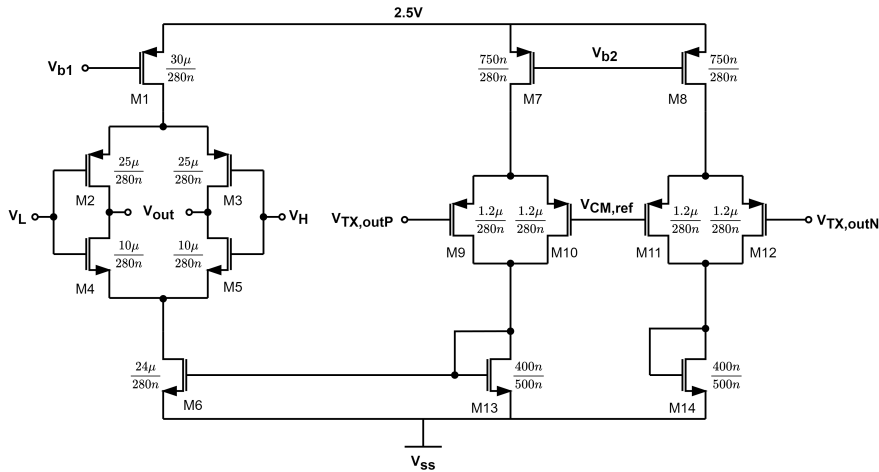 2.5V
V_b1
30μ
280n
M1
750n
280n
M7
V_b2
750n
280n
M8
25μ
280n
M2
25μ
280n
M3
V_L
V_out
V_H
10μ
280n
M4
10μ
280n
M5
V_TX,outP
1.2μ
280n
M9
1.2μ
280n
M10
V_CM,ref
1.2μ
280n
M11
1.2μ
280n
M12
V_TX,outN
24μ
280n
M6
400n
500n
M13
400n
500n
M14
V_ss